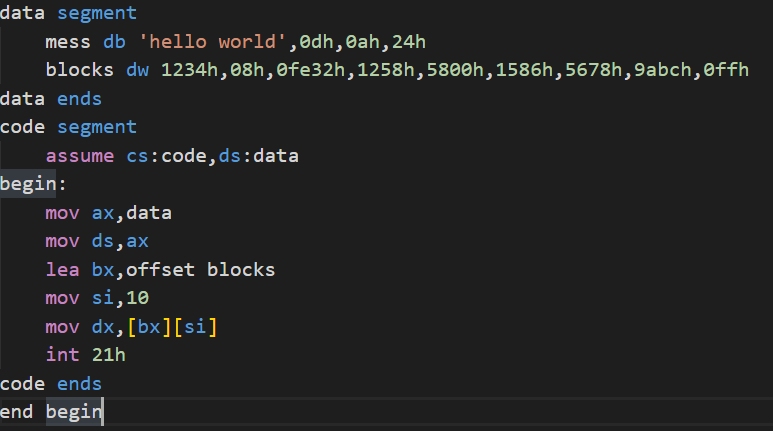 data segment
    mess db 'hello world',0dh,0ah,24h
    blocks dw 1234h,08h,0fe32h,1258h,5800h,1586h,5678h,9abch,0ffh
data ends
code segment
    assume cs:code,ds:data
begin:
    mov ax,data
    mov ds,ax
    lea bx,offset blocks
    mov si,10
    mov dx,[bx][si]
    int 21h
code ends
end begin